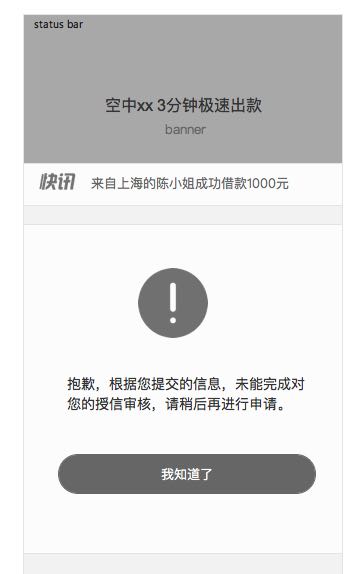 status bar
空中xx 3分钟极速出款
banner
快讯 来自上海的陈小姐成功借款1000元
抱歉，根据您提交的信息，未能完成对
您的授信审核，请稍后再进行申请。
我知道了